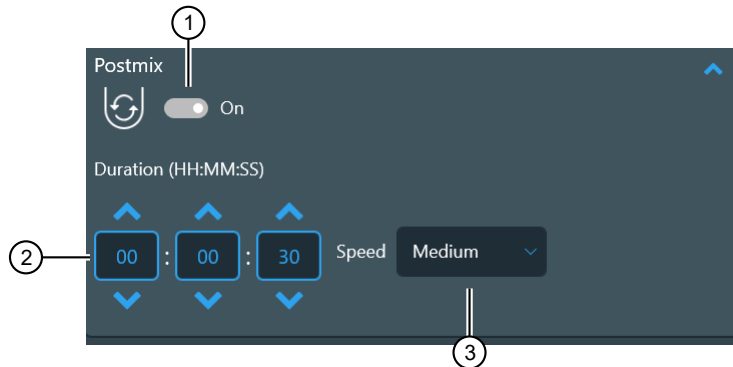 1
Postmix
On
Duration (HH:MM:SS)
2
00 : 00 : 30 Speed Medium
3